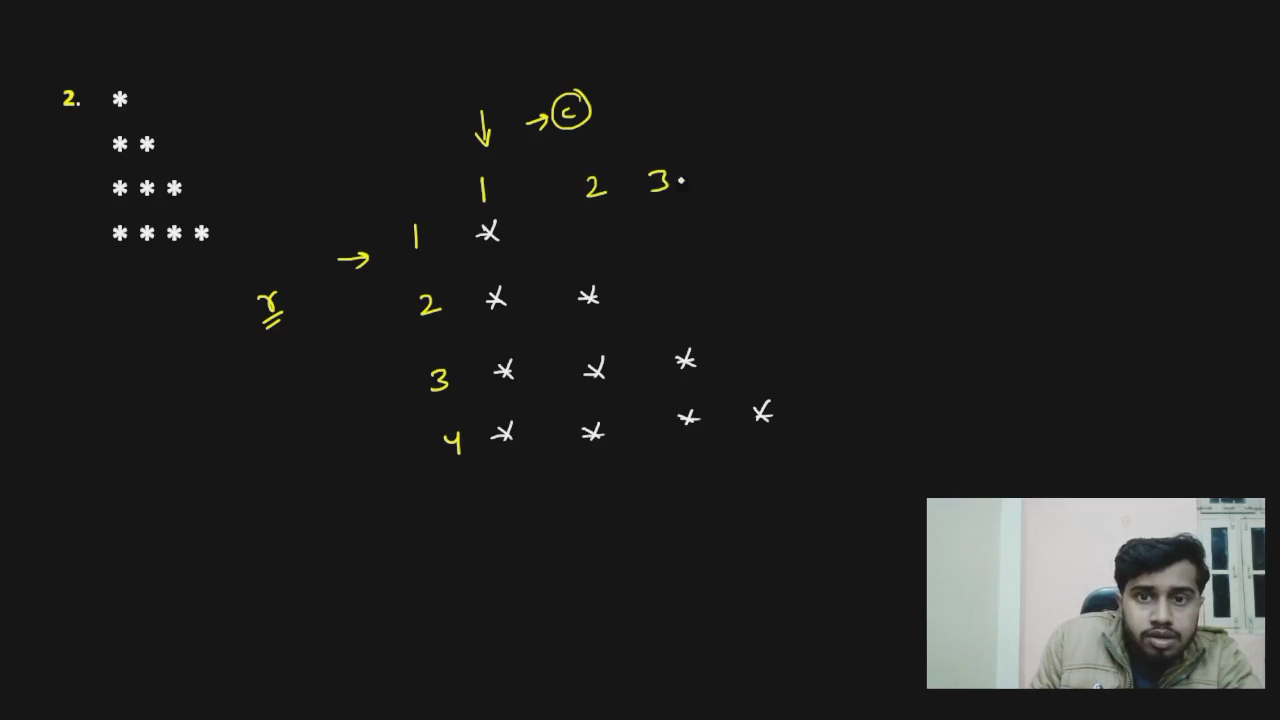 2. *
* *
* * *
* * * *
↓ → c
1 2 3
→ 1 *
r 2 * *
3 * * *
4 * * * *